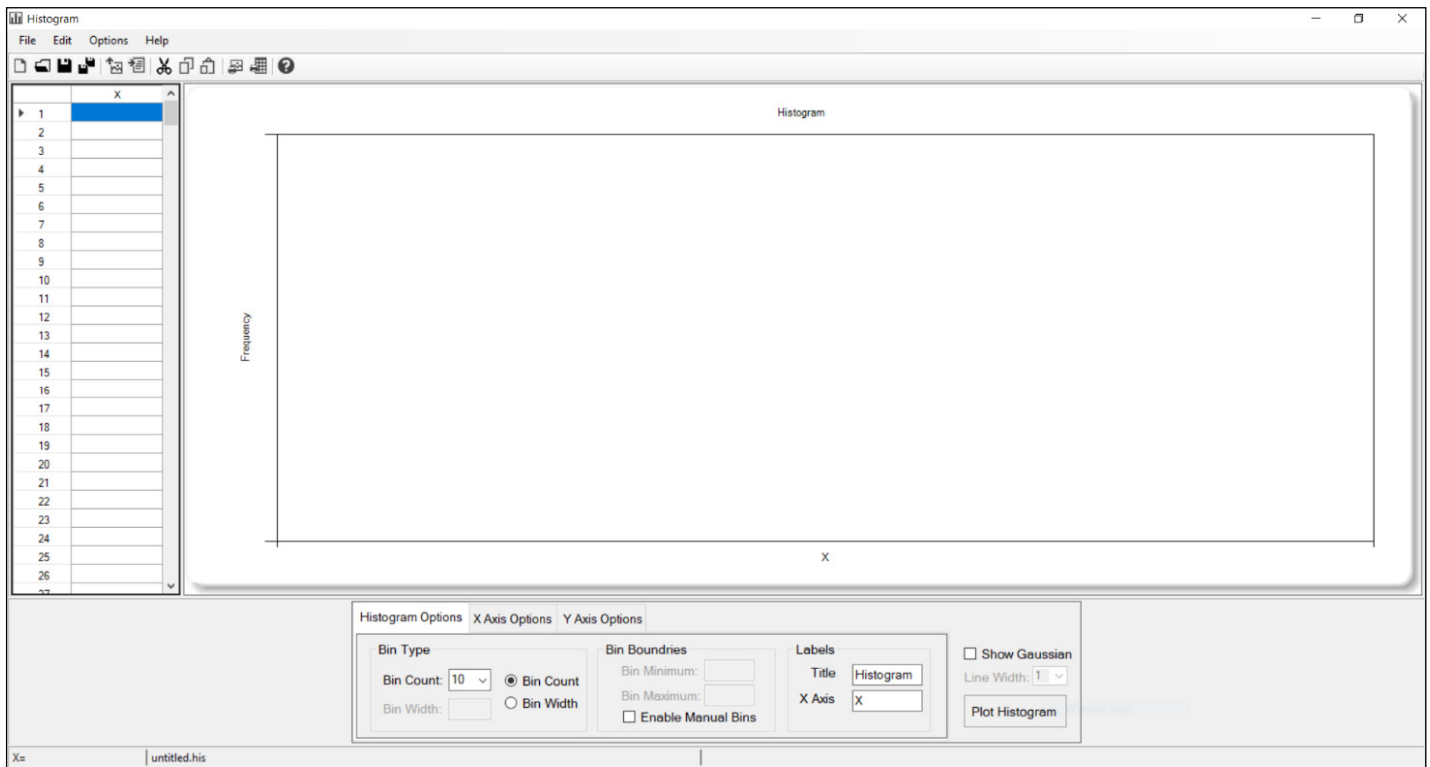 Histogram
File Edit Options Help
X
1
2
3
4
5
6
7
8
9
10
11
12
13
14
15
16
17
18
19
20
21
22
23
24
25
26
27
Histogram
Frequency
X
Histogram Options X Axis Options Y Axis Options
Bin Type
Bin Count: 10 Bin Count
Bin Width: Bin Width
Bin Boundries
Bin Minimum:
Bin Maximum:
Enable Manual Bins
Labels
Title Histogram
X Axis X
Show Gaussian
Line Width: 1
Plot Histogram
X= untitled.his